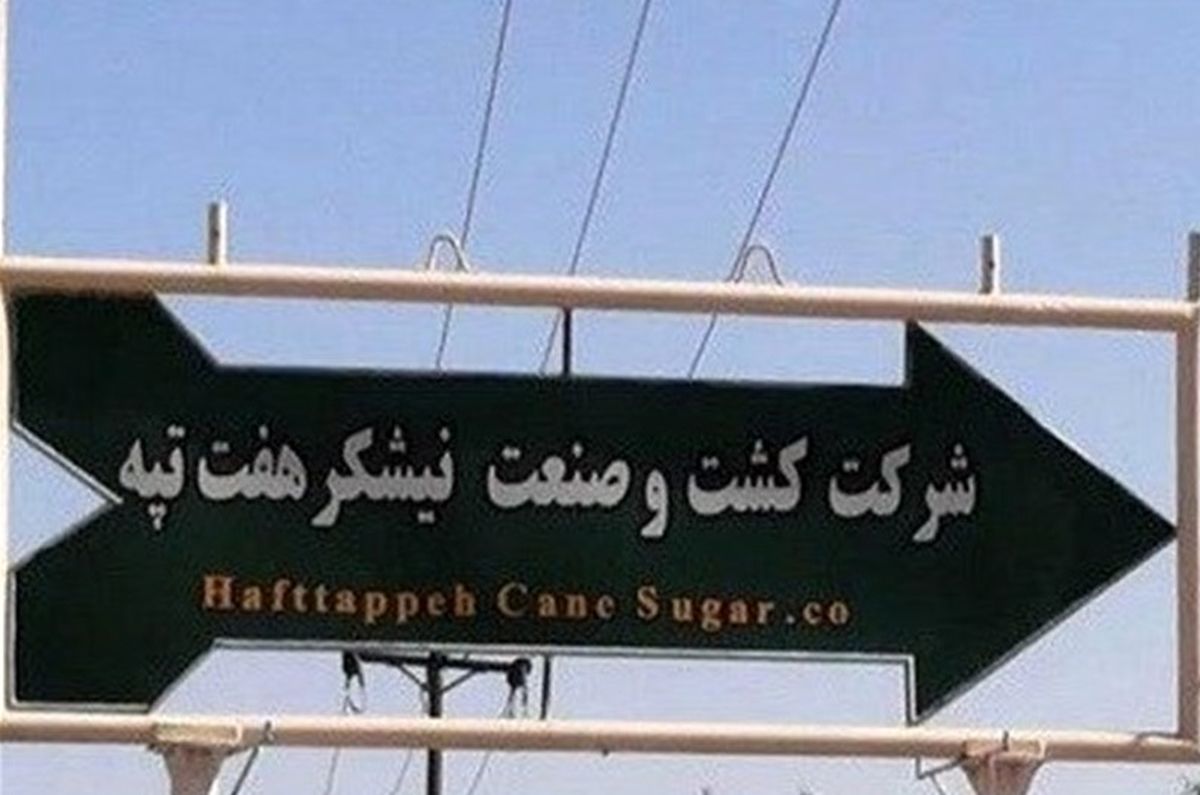 شرکت کشت و صنعت نیشکر هفت تپه
Hafttappeh Cane Sugar.co